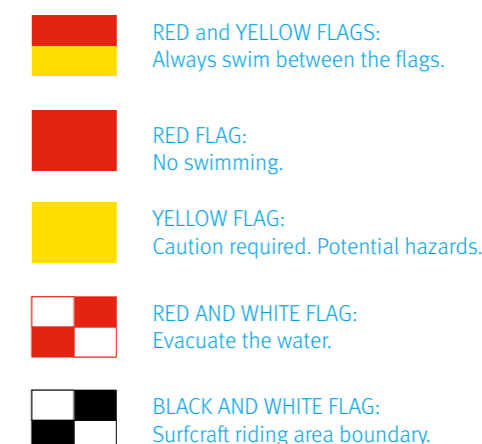 RED and YELLOW FLAGS:
Always swim between the flags.
RED FLAG:
No swimming.
YELLOW FLAG:
Caution required. Potential hazards.
RED AND WHITE FLAG:
Evacuate the water.
BLACK AND WHITE FLAG:
Surfcraft riding area boundary.